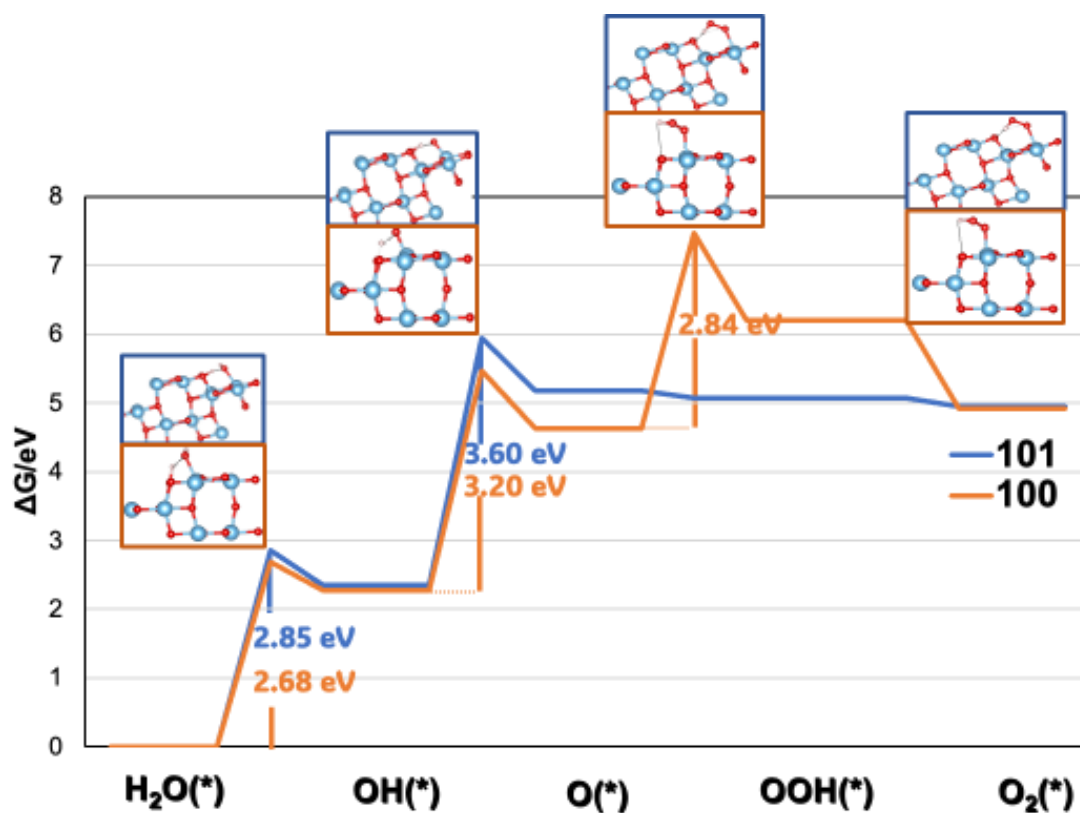 8
7
6
5
4
3
2
1
0
ΔG/eV
2.85 eV
2.68 eV
3.60 eV
3.20 eV
2.84 eV
101
100
H₂O(*)
OH(*)
O(*)
OOH(*)
O₂(*)